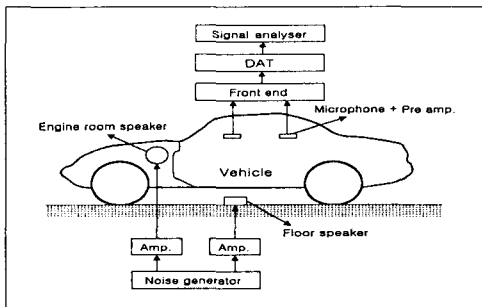 Signal analyser
DAT
Front end
Microphone + Pre amp.
Engine room speaker
Vehicle
Floor speaker
Amp.
Amp.
Noise generator